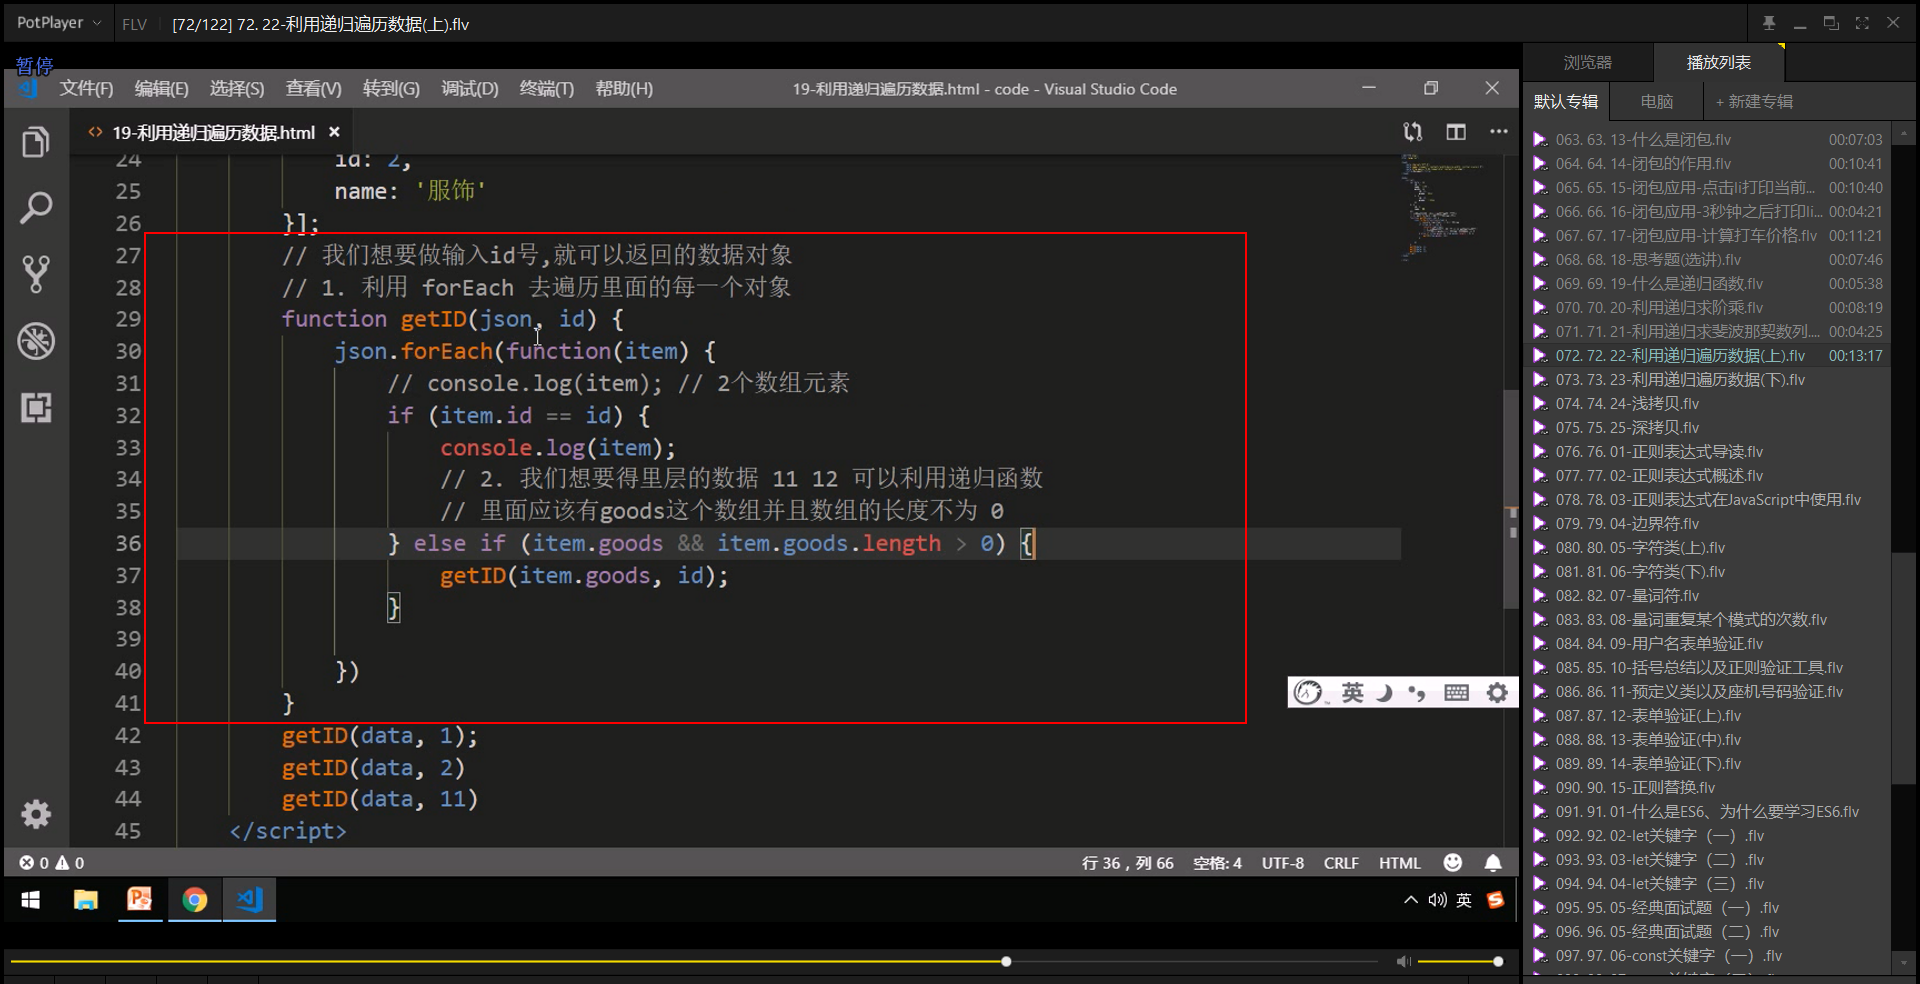 PotPlayer
FLV
[72/122] 72. 22-利用递归遍历数据(上).flv
暂停
文件(F) 编辑(E) 选择(S) 查看(V) 转到(G) 调试(D) 终端(T) 帮助(H)
19-利用递归遍历数据.html - code - Visual Studio Code
19-利用递归遍历数据.html
24 id: 2,
25 name: '服饰'
26 }];
27 // 我们想要做输入id号,就可以返回的数据对象
28 // 1. 利用 forEach 去遍历里面的每一个对象
29 function getID(json, id) {
30 json.forEach(function(item) {
31 // console.log(item); // 2个数组元素
32 if (item.id == id) {
33 console.log(item);
34 // 2. 我们想要得里层的数据 11 12 可以利用递归函数
35 // 里面应该有goods这个数组并且数组的长度不为 0
36 } else if (item.goods && item.goods.length > 0) {
37 getID(item.goods, id);
38 }
39
40 })
41 }
42 getID(data, 1);
43 getID(data, 2)
44 getID(data, 11)
45 </script>
英
0 0
行 36，列 66 空格: 4 UTF-8 CRLF HTML
英
浏览器 播放列表
默认专辑 电脑 + 新建专辑
063. 63. 13-什么是闭包.flv 00:07:03
064. 64. 14-闭包的作用.flv 00:10:41
065. 65. 15-闭包应用-点击li打印当前... 00:10:40
066. 66. 16-闭包应用-3秒钟之后打印li... 00:04:21
067. 67. 17-闭包应用-计算打车价格.flv 00:11:21
068. 68. 18-思考题(选讲).flv 00:07:46
069. 69. 19-什么是递归函数.flv 00:05:38
070. 70. 20-利用递归求阶乘.flv 00:08:19
071. 71. 21-利用递归求斐波那契数列.... 00:04:25
072. 72. 22-利用递归遍历数据(上).flv 00:13:17
073. 73. 23-利用递归遍历数据(下).flv
074. 74. 24-浅拷贝.flv
075. 75. 25-深拷贝.flv
076. 76. 01-正则表达式导读.flv
077. 77. 02-正则表达式概述.flv
078. 78. 03-正则表达式在JavaScript中使用.flv
079. 79. 04-边界符.flv
080. 80. 05-字符类(上).flv
081. 81. 06-字符类(下).flv
082. 82. 07-量词符.flv
083. 83. 08-量词重复某个模式的次数.flv
084. 84. 09-用户名表单验证.flv
085. 85. 10-括号总结以及正则验证工具.flv
086. 86. 11-预定义类以及座机号码验证.flv
087. 87. 12-表单验证(上).flv
088. 88. 13-表单验证(中).flv
089. 89. 14-表单验证(下).flv
090. 90. 15-正则替换.flv
091. 91. 01-什么是ES6、为什么要学习ES6.flv
092. 92. 02-let关键字（一）.flv
093. 93. 03-let关键字（二）.flv
094. 94. 04-let关键字（三）.flv
095. 95. 05-经典面试题（一）.flv
096. 96. 05-经典面试题（二）.flv
097. 97. 06-const关键字（一）.flv